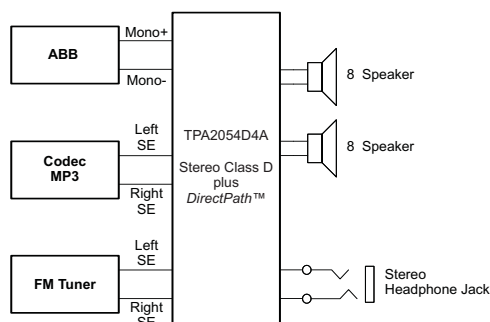 Mono+
ABB
Mono-
8 Speaker
TPA2054D4A
8 Speaker
Left
SE
Codec
MP3
Stereo Class D
plus
DirectPath™
Right
SE
Left
SE
FM Tuner
Stereo
Headphone Jack
Right
SE